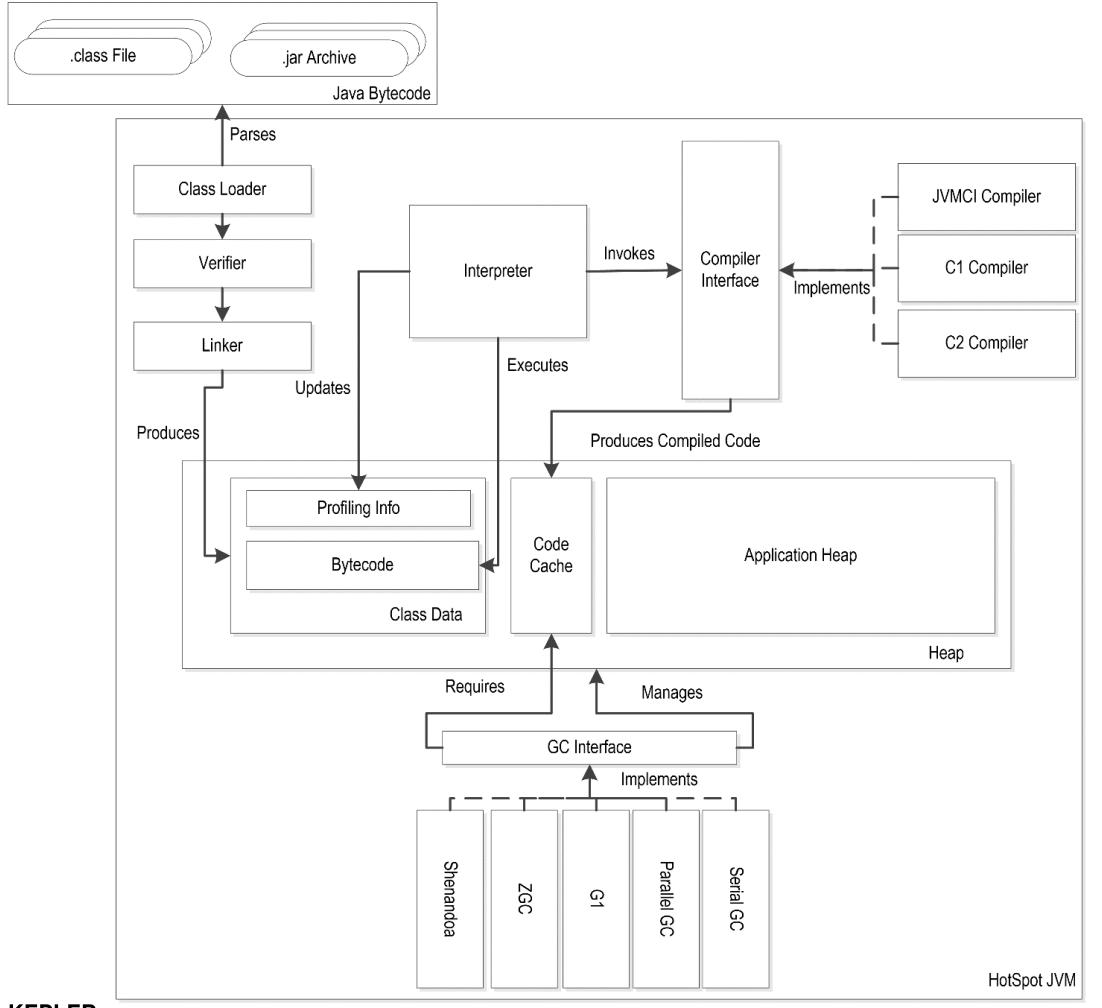 .class File
.jar Archive
Java Bytecode
Parses
Class Loader
Verifier
Linker
Produces
Interpreter
Invokes
Compiler
Interface
Implements
JVMCI Compiler
C1 Compiler
C2 Compiler
Updates
Executes
Produces Compiled Code
Profiling Info
Bytecode
Class Data
Code
Cache
Application Heap
Heap
Requires
Manages
GC Interface
Implements
Shenandoa
ZGC
G1
Parallel GC
Serial GC
HotSpot JVM